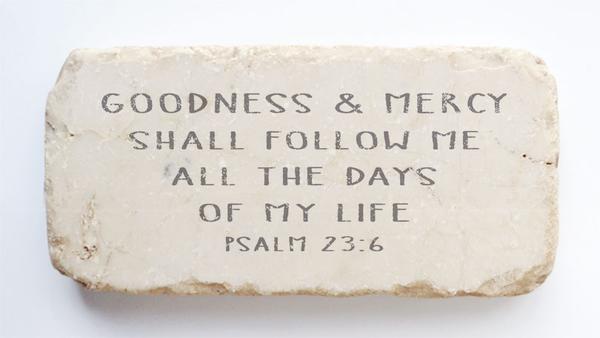 GOODNESS & MERCY
SHALL FOLLOW ME
ALL THE DAYS
OF MY LIFE
PSALM 23:6